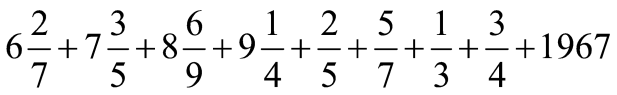 6 2/7 + 7 3/5 + 8 6/9 + 9 1/4 + 2/5 + 5/7 + 1/3 + 3/4 + 1967